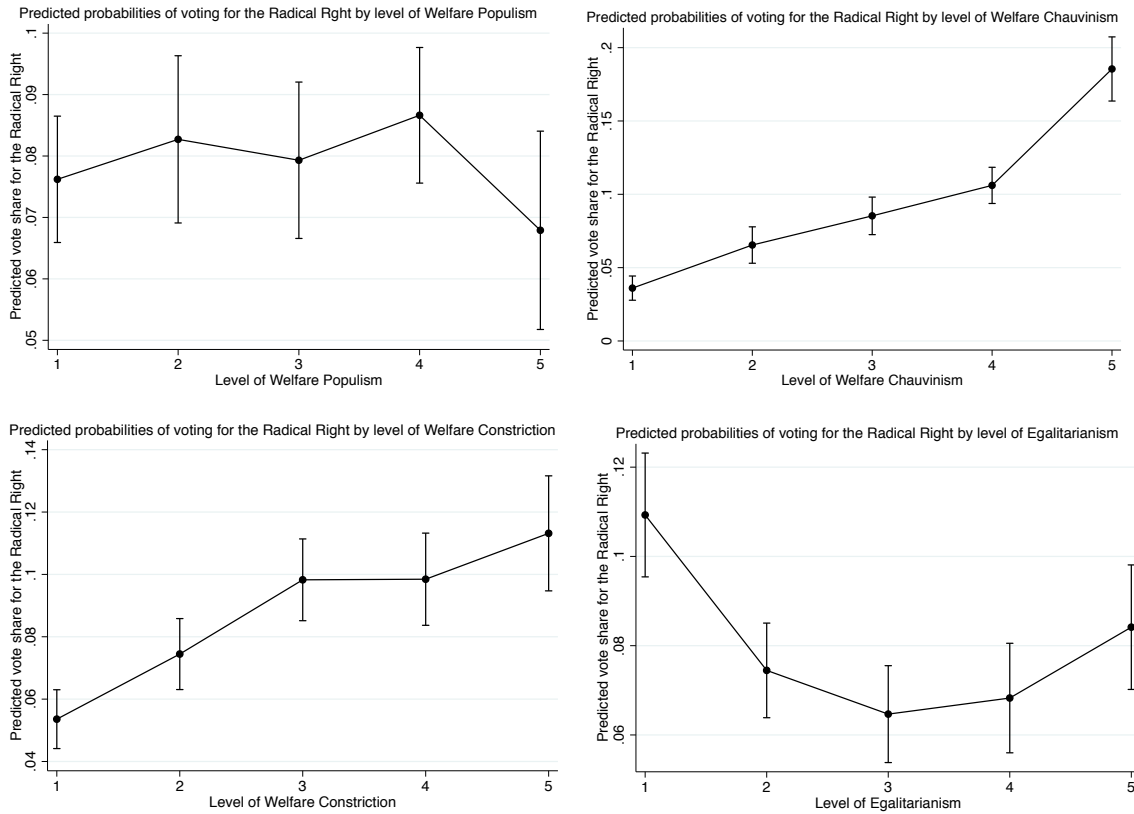 Predicted probabilities of voting for the Radical Rght by level of Welfare Populism
Predicted vote share for the Radical Right
.1
.09
.08
.07
.06
.05
1 2 3 4 5
Level of Welfare Populism
Predicted probabilities of voting for the Radical Right by level of Welfare Chauvinism
Predicted vote share for the Radical Right
.2
.15
.1
.05
0
1 2 3 4 5
Level of Welfare Chauvinism
Predicted probabilities of voting for the Radical Right by level of Welfare Constriction
Predicted vote share for the Radical Right
.14
.12
.1
.08
.06
.04
1 2 3 4 5
Level of Welfare Constriction
Predicted probabilities of voting for the Radical Right by level of Egalitarianism
Predicted vote share for the Radical Right
.12
.1
.08
.06
1 2 3 4 5
Level of Egalitarianism